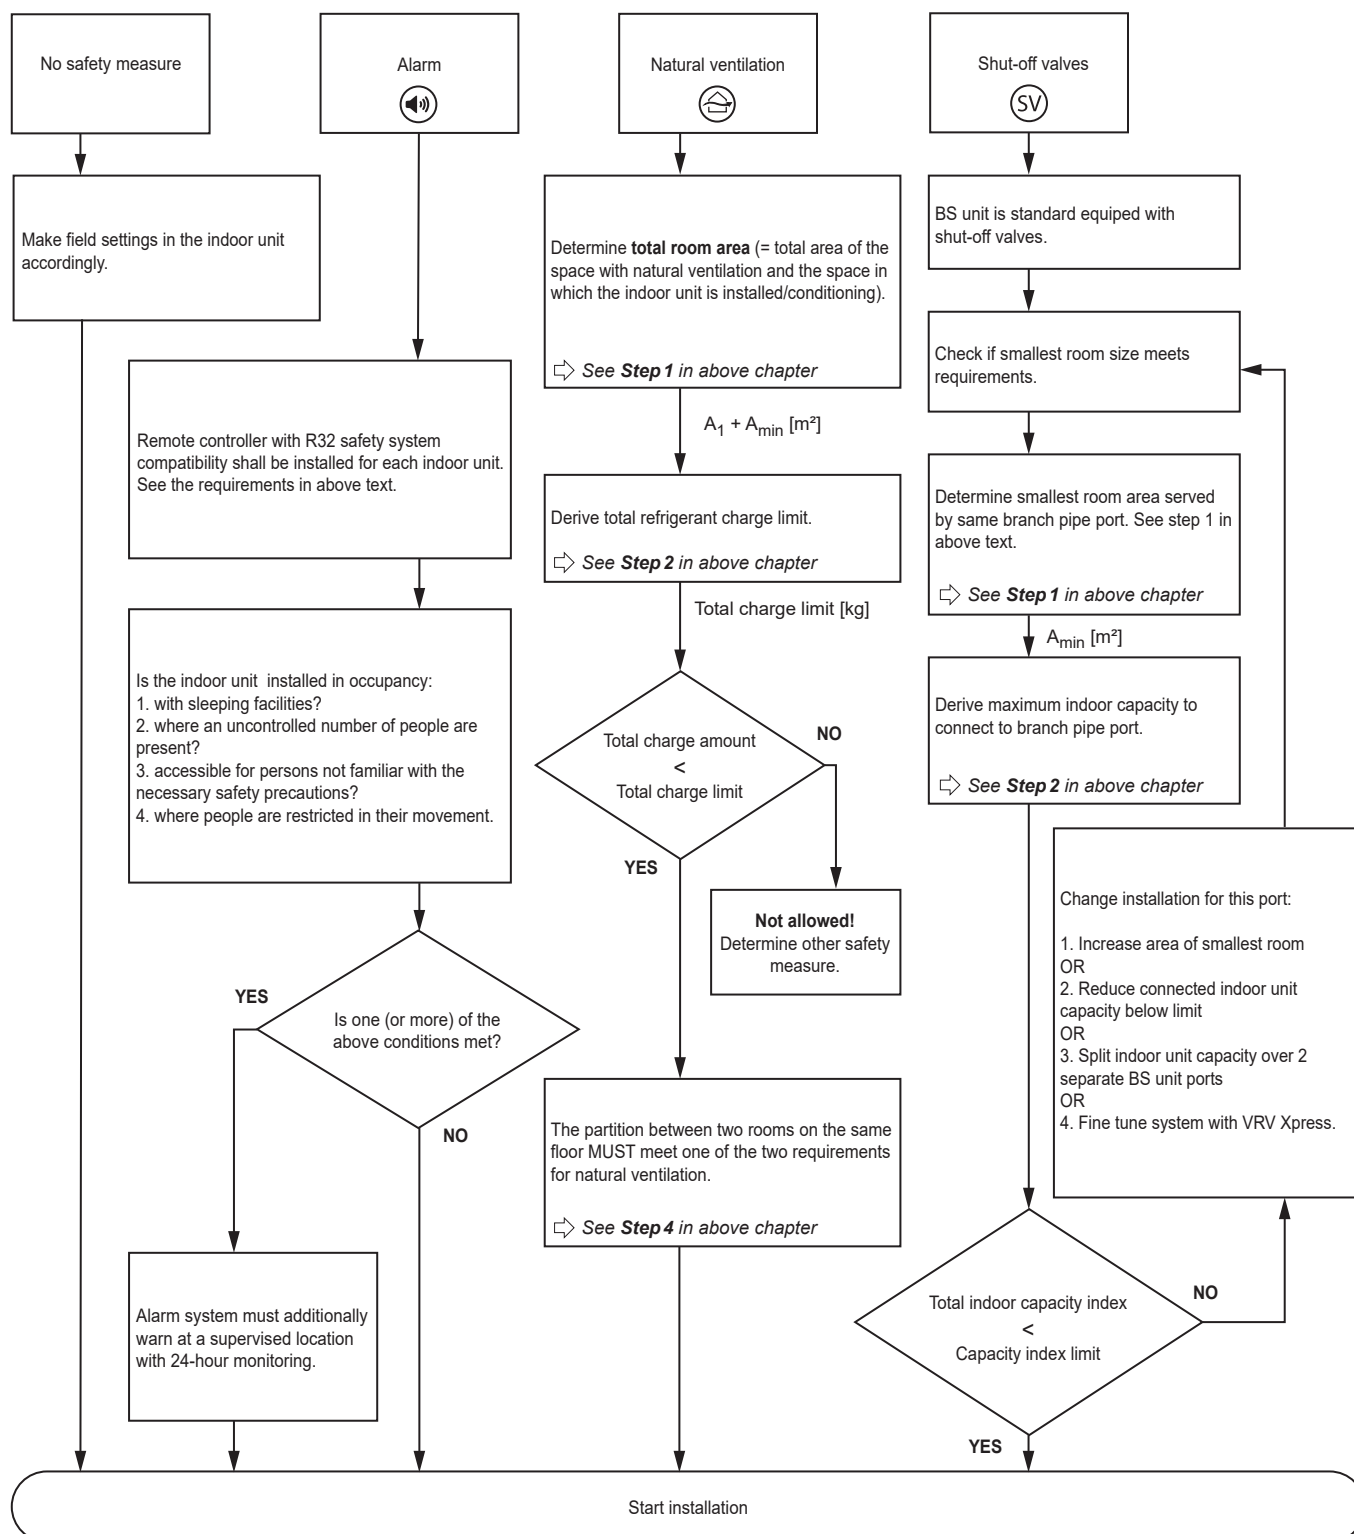 No safety measure
Make field settings in the indoor unit
accordingly.
Alarm
Remote controller with R32 safety system
compatibility shall be installed for each indoor unit.
See the requirements in above text.
Is the indoor unit installed in occupancy:
1. with sleeping facilities?
2. where an uncontrolled number of people are
present?
3. accessible for persons not familiar with the
necessary safety precautions?
4. where people are restricted in their movement.
Is one (or more) of the
above conditions met?
YES
NO
Alarm system must additionally
warn at a supervised location
with 24-hour monitoring.
Natural ventilation
Determine total room area (= total area of the
space with natural ventilation and the space in
which the indoor unit is installed/conditioning).
See Step 1 in above chapter
A1 + Amin [m²]
Derive total refrigerant charge limit.
See Step 2 in above chapter
Total charge limit [kg]
Total charge amount
<
Total charge limit
NO
YES
Not allowed!
Determine other safety
measure.
The partition between two rooms on the same
floor MUST meet one of the two requirements
for natural ventilation.
See Step 4 in above chapter
Shut-off valves
SV
BS unit is standard equiped with
shut-off valves.
Check if smallest room size meets
requirements.
Determine smallest room area served
by same branch pipe port. See step 1 in
above text.
See Step 1 in above chapter
Amin [m²]
Derive maximum indoor capacity to
connect to branch pipe port.
See Step 2 in above chapter
Change installation for this port:
1. Increase area of smallest room
OR
2. Reduce connected indoor unit
capacity below limit
OR
3. Split indoor unit capacity over 2
separate BS unit ports
OR
4. Fine tune system with VRV Xpress.
Total indoor capacity index
<
Capacity index limit
NO
YES
Start installation